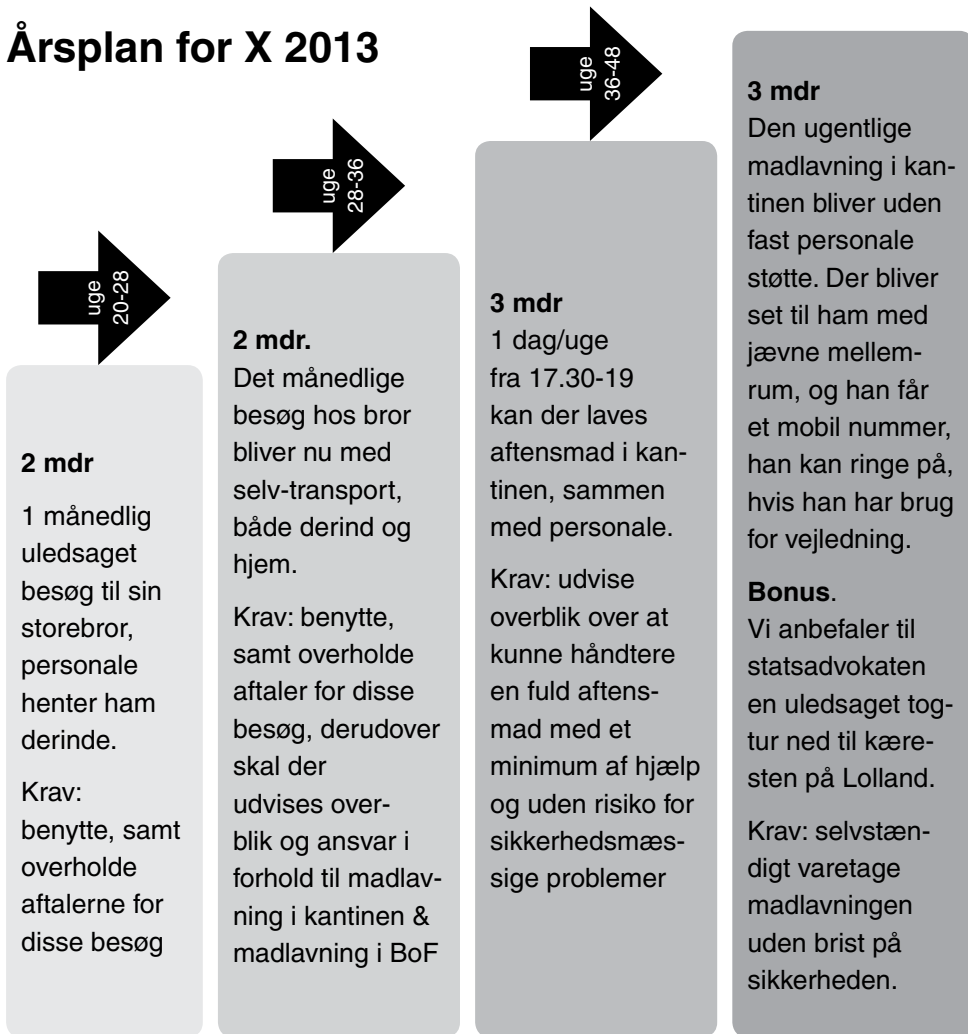 Årsplan for X 2013
uge
20-28
2 mdr
1 månedlig
uledsaget
besøg til sin
storebror,
personale
henter ham
derinde.
Krav:
benytte, samt
overholde
aftalerne for
disse besøg
uge
28-36
2 mdr.
Det månedlige
besøg hos bror
bliver nu med
selv-transport,
både derind og
hjem.
Krav: benytte,
samt overholde
aftaler for disse
besøg, derudover
skal der
udvises over-
blik og ansvar i
forhold til madlav-
ning i kantinen &
madlavning i BoF
uge
36-48
3 mdr
1 dag/uge
fra 17.30-19
kan der laves
aftensmad i kan-
tinen, sammen
med personale.
Krav: udvise
overblik over at
kunne håndtere
en fuld aftens-
mad med et
minimum af hjælp
og uden risiko for
sikkerhedsmæs-
sige problemer
3 mdr
Den ugentlige
madlavning i kan-
tinen bliver uden
fast personale
støtte. Der bliver
set til ham med
jævne mellem-
rum, og han får
et mobil nummer,
han kan ringe på,
hvis han har brug
for vejledning.
Bonus.
Vi anbefaler til
statsadvokaten
en uledsaget tog-
tur ned til kære-
sten på Lolland.
Krav: selvstæn-
digt varetage
madlavningen
uden brist på
sikkerheden.